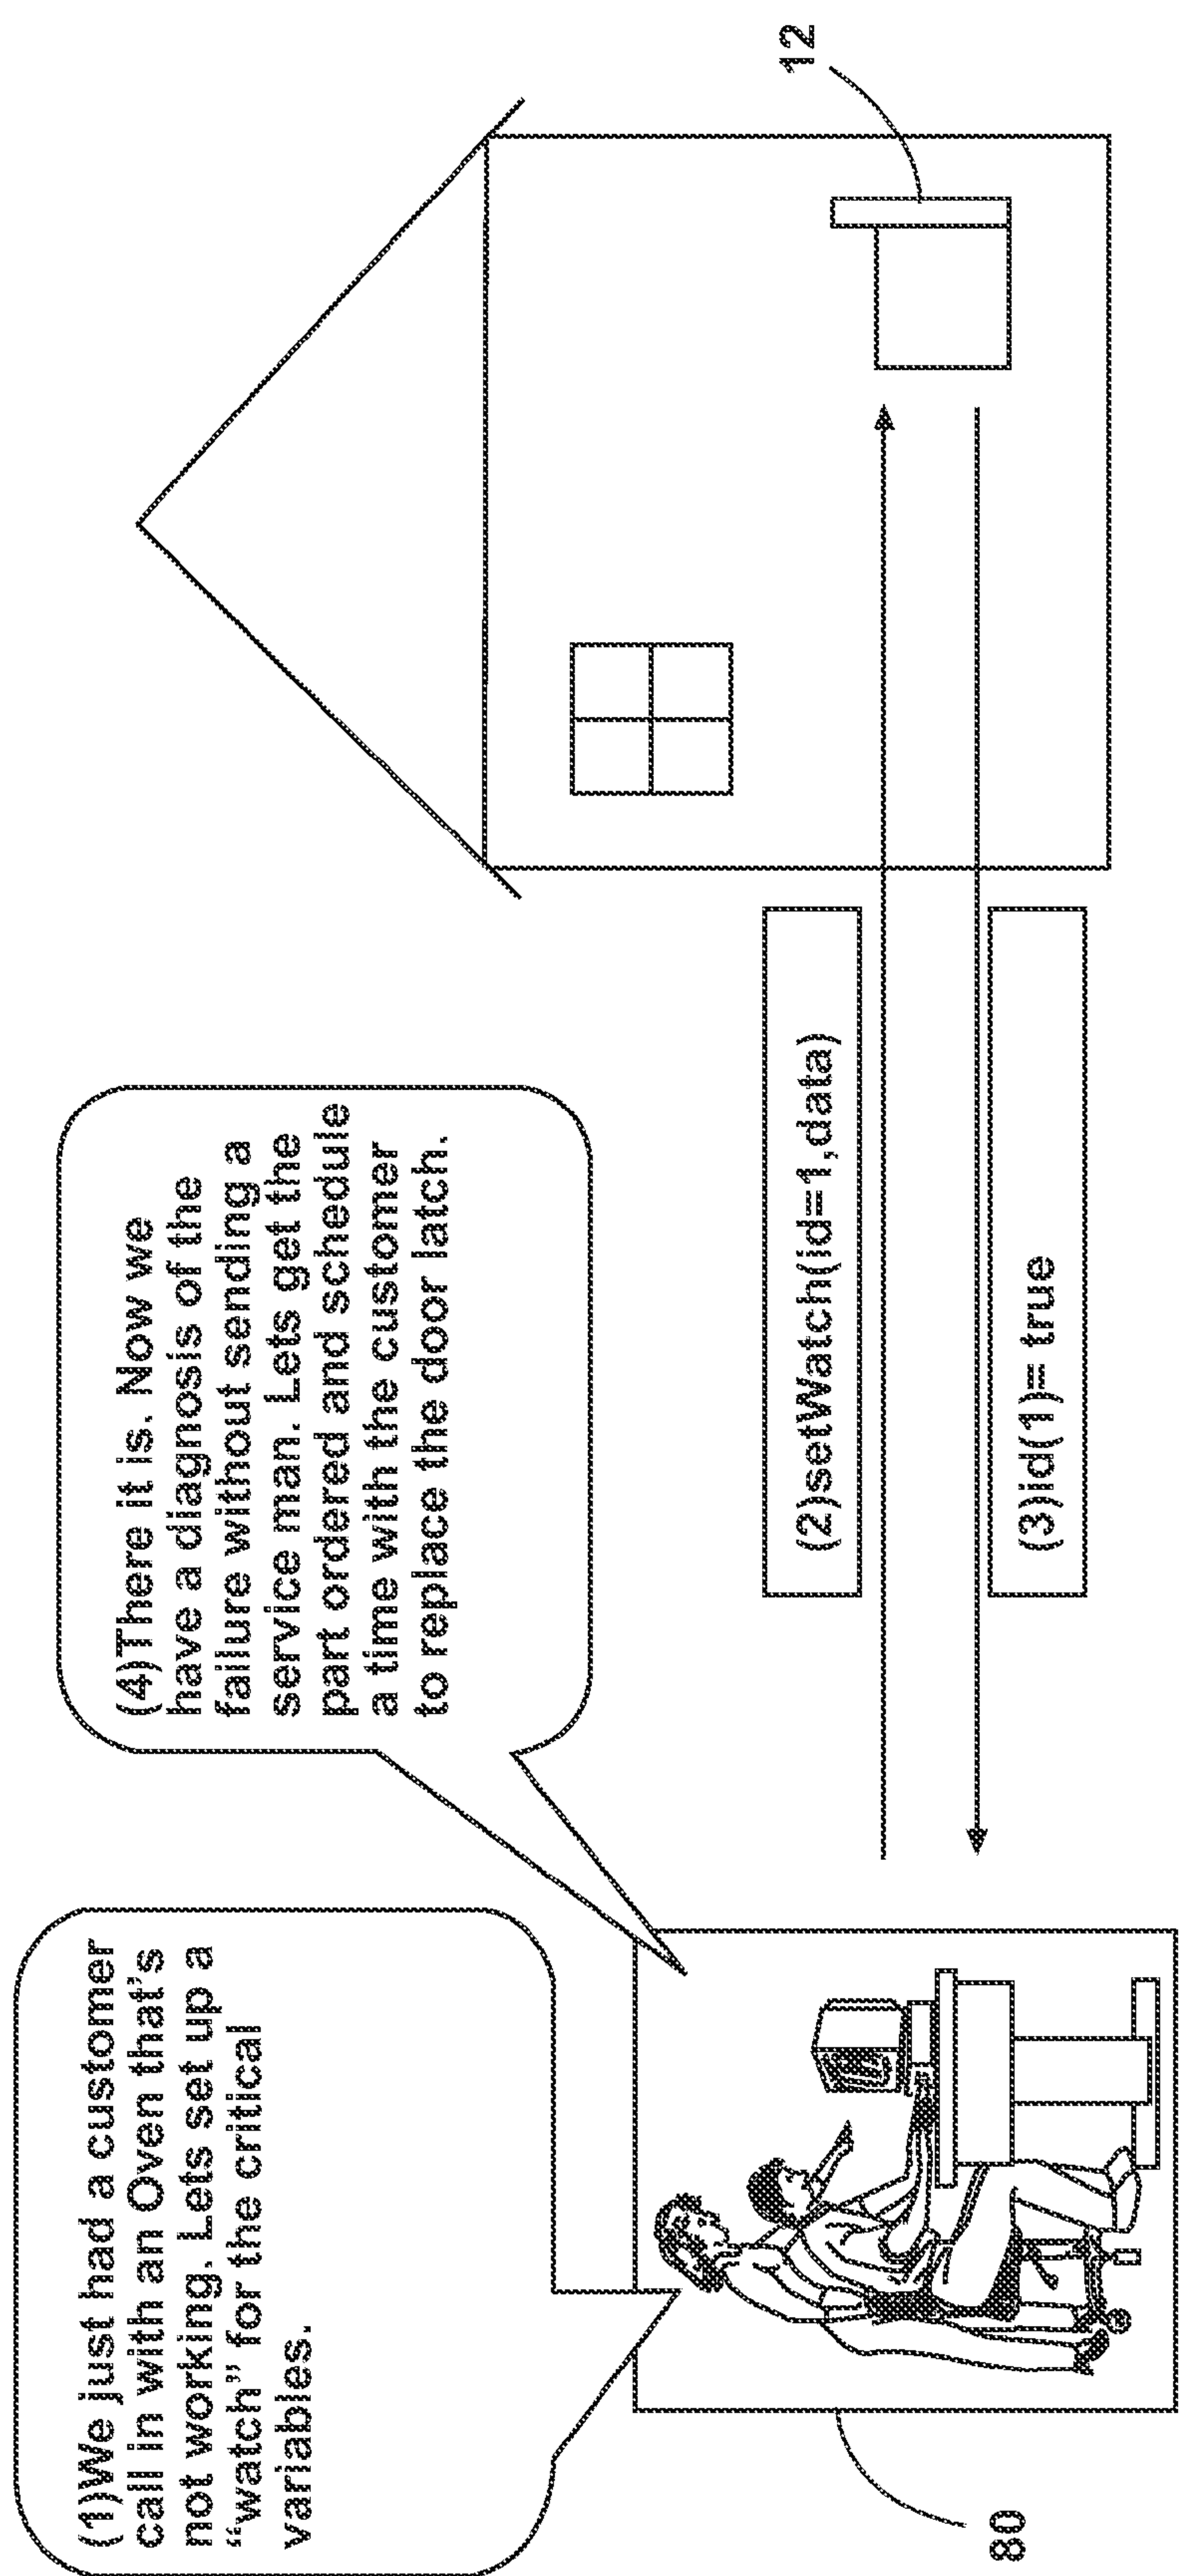 (1)We just had a customer
call in with an Oven that's
not working. Lets set up a
“watch” for the critical
variables.
(4)There it is. Now we
have a diagnosis of the
failure without sending a
service man. Lets get the
part ordered and schedule
a time with the customer
to replace the door latch.
(2)setWatch(id=1,data)
(3)id(1)= true
80
12